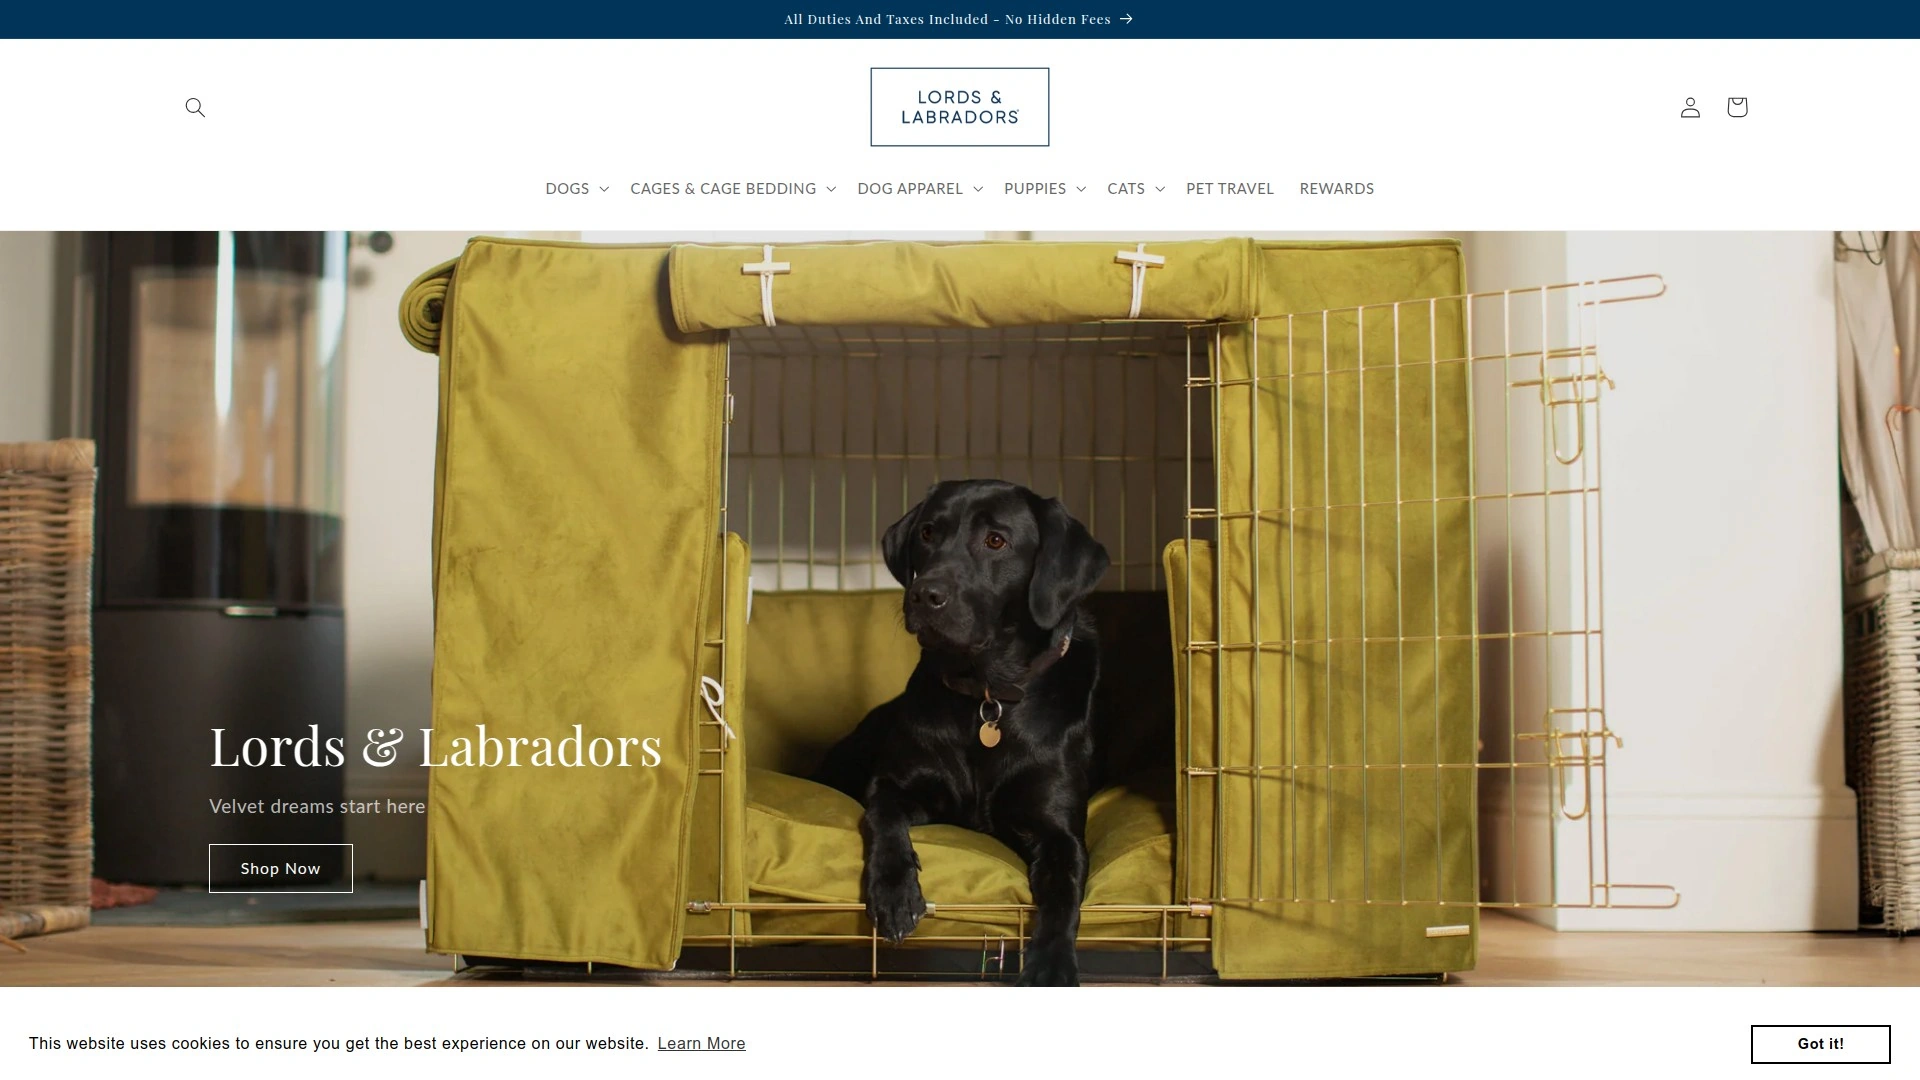 All Duties And Taxes Included - No Hidden Fees
LORDS &
LABRADORS
DOGS
CAGES & CAGE BEDDING
DOG APPAREL
PUPPIES
CATS
PET TRAVEL
REWARDS
Lords & Labradors
Velvet dreams start here
Shop Now
This website uses cookies to ensure you get the best experience on our website. Learn More
Got it!